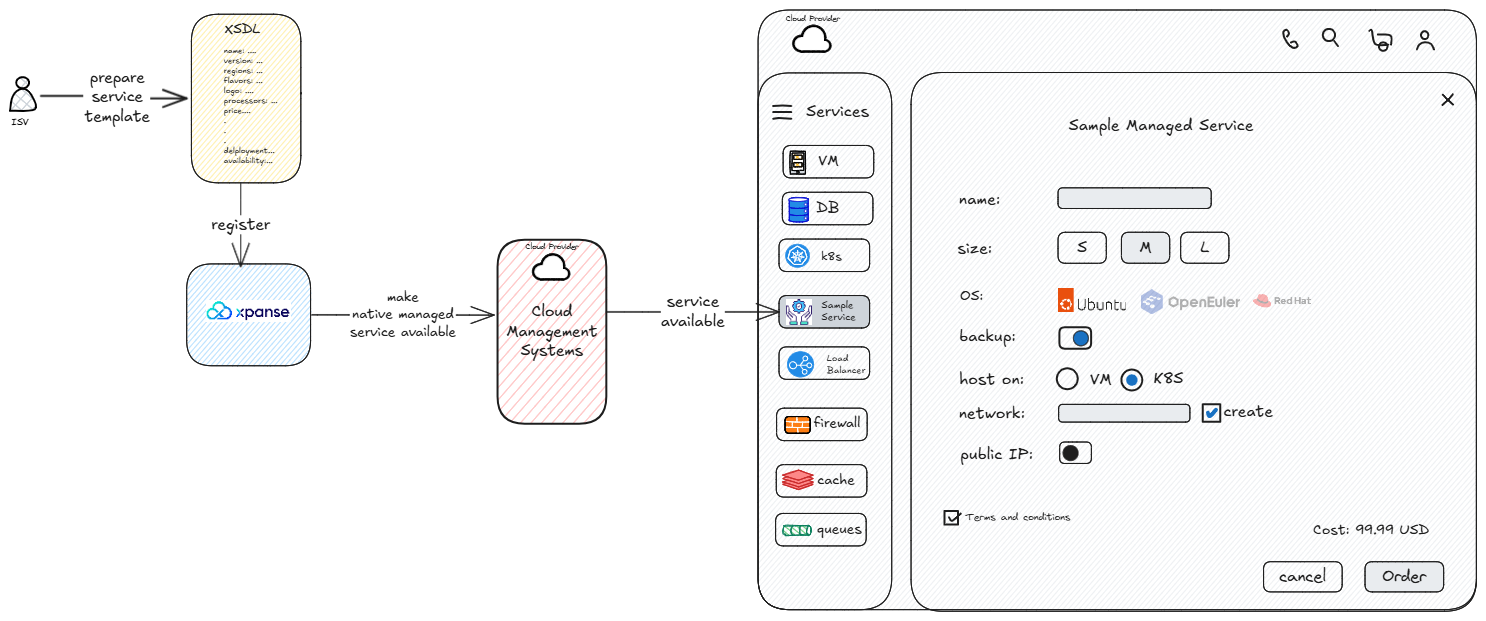 ISV
prepare
service
template
XSDL
name: ....
version: ...
regions: ...
flavors: ...
logo: ....
processors: ...
price....
.
.
.
delployment...
availability:...
register
xpanse
make
native managed
service available
Cloud Provider
Cloud
Management
Systems
service
available
Cloud Provider
Services
VM
DB
k8s
Sample
Service
Load
Balancer
firewall
cache
queues
Sample Managed Service
name:
size: S M L
OS: Ubuntu OpenEuler Red Hat
backup:
host on: VM K8S
network: create
public IP:
Terms and conditions
Cost: 99.99 USD
cancel Order